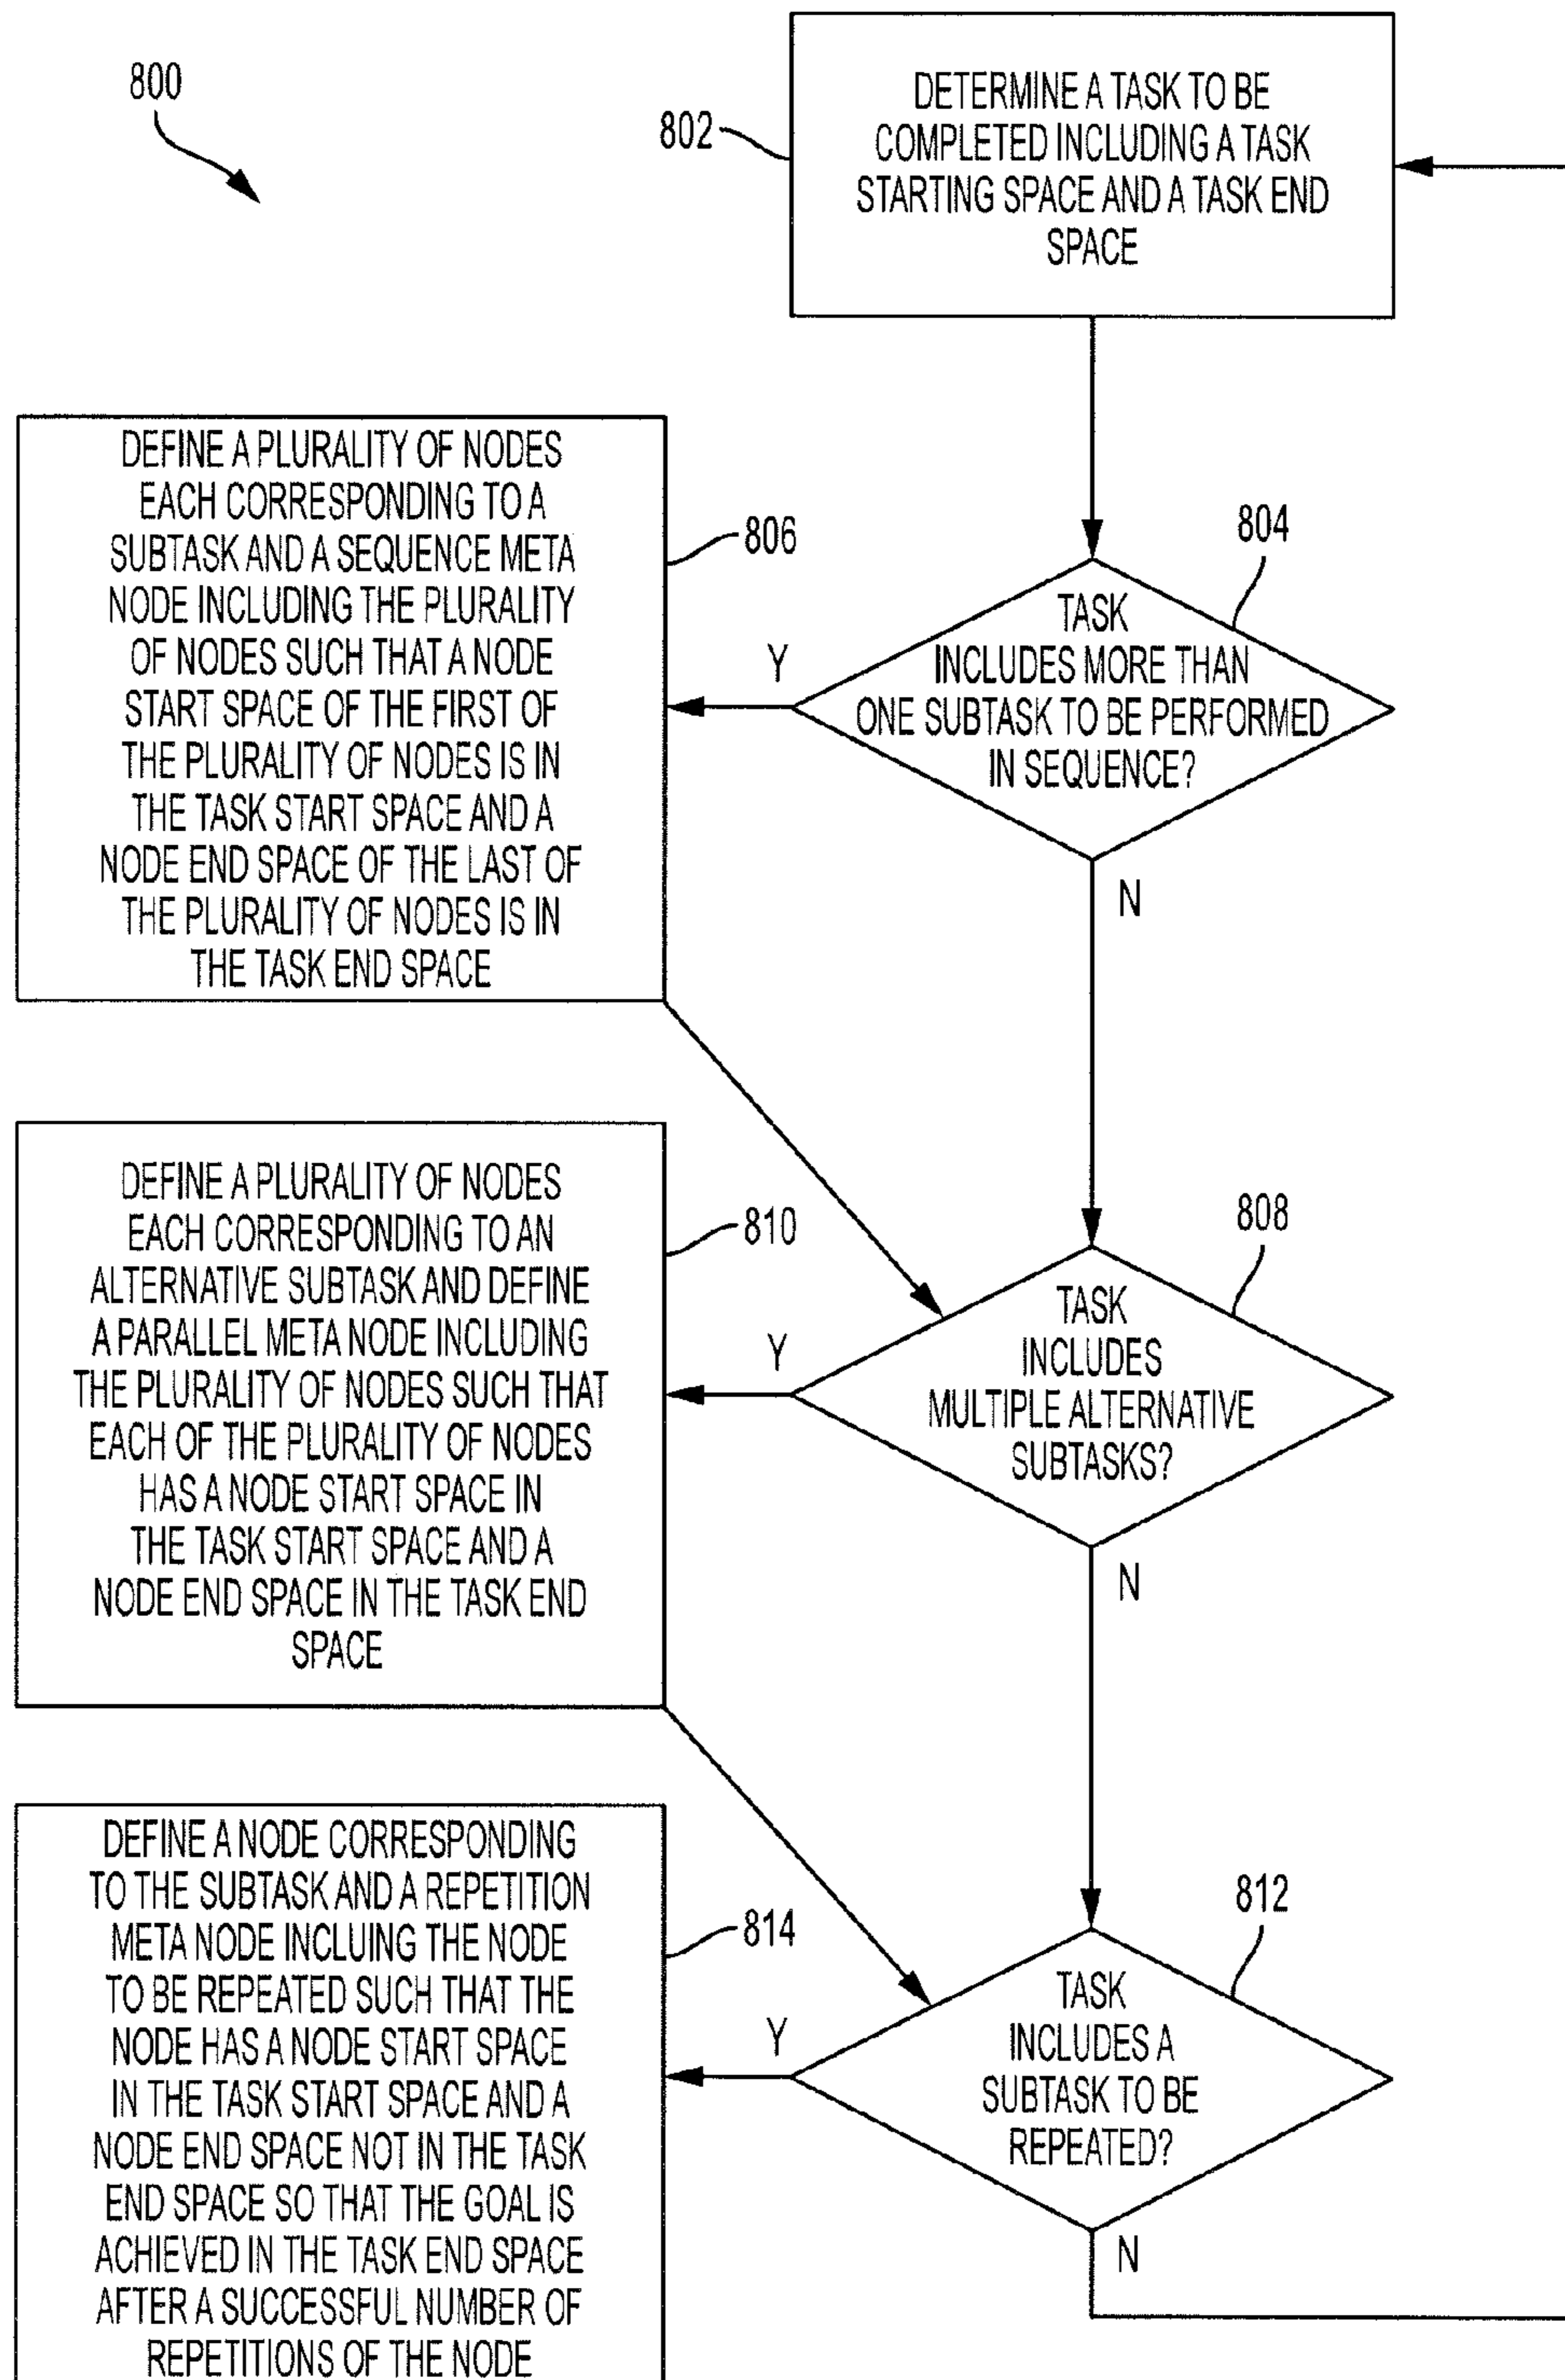 800
802
DETERMINE A TASK TO BE
COMPLETED INCLUDING A TASK
STARTING SPACE AND A TASK END
SPACE
804
TASK
INCLUDES MORE THAN
ONE SUBTASK TO BE PERFORMED
IN SEQUENCE?
Y
N
806
DEFINE A PLURALITY OF NODES
EACH CORRESPONDING TO A
SUBTASK AND A SEQUENCE META
NODE INCLUDING THE PLURALITY
OF NODES SUCH THAT A NODE
START SPACE OF THE FIRST OF
THE PLURALITY OF NODES IS IN
THE TASK START SPACE AND A
NODE END SPACE OF THE LAST OF
THE PLURALITY OF NODES IS IN
THE TASK END SPACE
808
TASK
INCLUDES
MULTIPLE ALTERNATIVE
SUBTASKS?
Y
N
810
DEFINE A PLURALITY OF NODES
EACH CORRESPONDING TO AN
ALTERNATIVE SUBTASK AND DEFINE
A PARALLEL META NODE INCLUDING
THE PLURALITY OF NODES SUCH THAT
EACH OF THE PLURALITY OF NODES
HAS A NODE START SPACE IN
THE TASK START SPACE AND A
NODE END SPACE IN THE TASK END
SPACE
812
TASK
INCLUDES A
SUBTASK TO BE
REPEATED?
Y
N
814
DEFINE A NODE CORRESPONDING
TO THE SUBTASK AND A REPETITION
META NODE INCLUING THE NODE
TO BE REPEATED SUCH THAT THE
NODE HAS A NODE START SPACE
IN THE TASK START SPACE AND A
NODE END SPACE NOT IN THE TASK
END SPACE SO THAT THE GOAL IS
ACHIEVED IN THE TASK END SPACE
AFTER A SUCCESSFUL NUMBER OF
REPETITIONS OF THE NODE